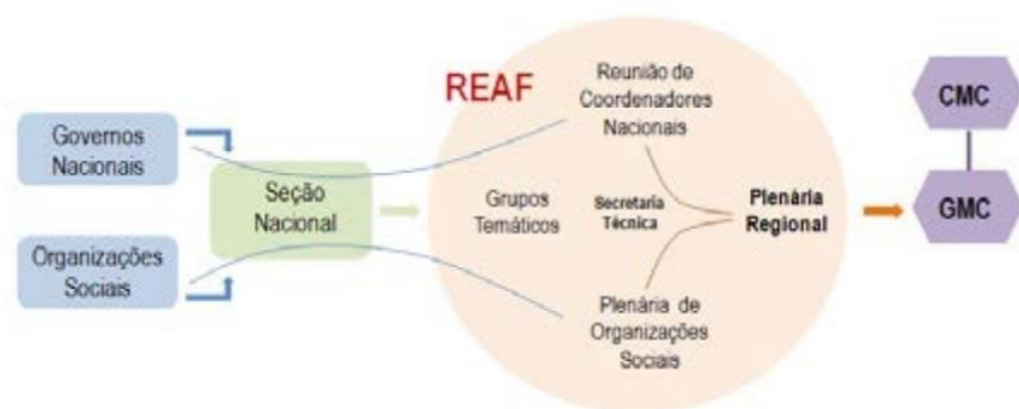 Governos
Nacionais
Organizações
Sociais
Seção
Nacional
REAF
Reunião de
Coordenadores
Nacionais
Grupos
Temáticos
Secretaria
Técnica
Plenária
Regional
Plenária de
Organizações
Sociais
CMC
GMC